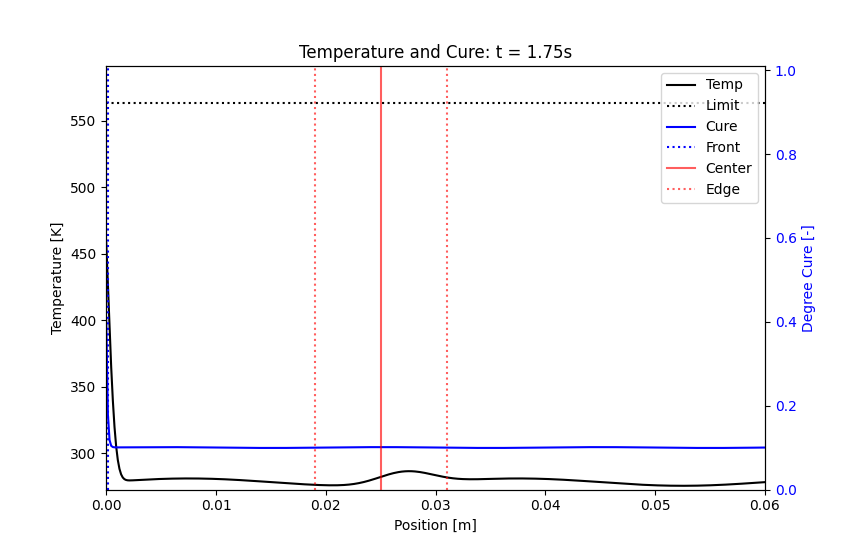 Temperature and Cure: t = 1.75s
Temperature [K]
550
500
450
400
350
300
Temp
Limit
Cure
Front
Center
Edge
1.0
0.8
0.6
0.4
0.2
0.0
Degree Cure [-]
0.00
0.01
0.02
0.03
0.04
0.05
0.06
Position [m]